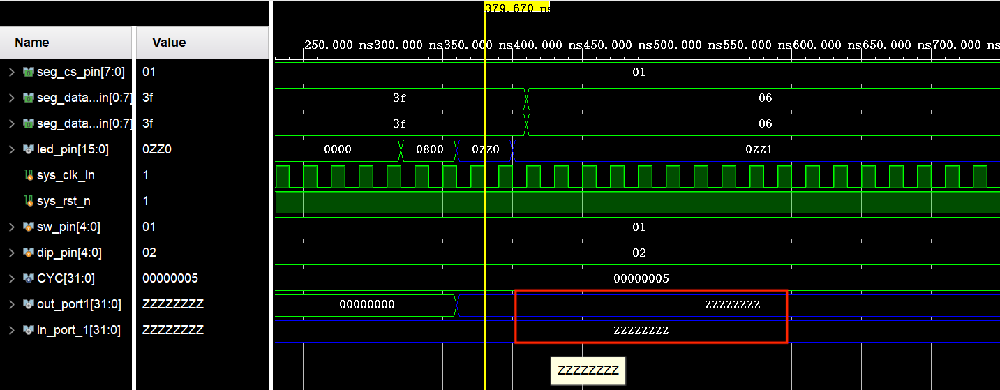 379.670 ns
Name Value
250.000 ns 300.000 ns 350.000 ns 400.000 ns 450.000 ns 500.000 ns 550.000 ns 600.000 ns 650.000 ns 700.000 ns
seg_cs_pin[7:0] 01 01
seg_data...in[0:7] 3f 3f 06
seg_data...in[0:7] 3f 3f 06
led_pin[15:0] 0ZZ0 0000 0800 0ZZ0 0ZZ1
sys_clk_in 1
sys_rst_n 1
sw_pin[4:0] 01 01
dip_pin[4:0] 02 02
CYC[31:0] 00000005 00000005
out_port1[31:0] ZZZZZZZZ 00000000 ZZZZZZZZ
in_port_1[31:0] ZZZZZZZZ ZZZZZZZZ
ZZZZZZZZ